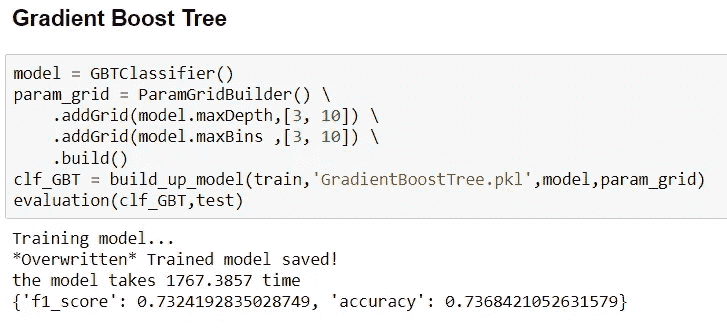 Gradient Boost Tree
model = GBTClassifier()
param_grid = ParamGridBuilder() \
    .addGrid(model.maxDepth,[3, 10]) \
    .addGrid(model.maxBins ,[3, 10]) \
    .build()
clf_GBT = build_up_model(train,'GradientBoostTree.pkl',model,param_grid)
evaluation(clf_GBT,test)
Training model...
*Overwritten* Trained model saved!
the model takes 1767.3857 time
{'f1_score': 0.7324192835028749, 'accuracy': 0.7368421052631579}